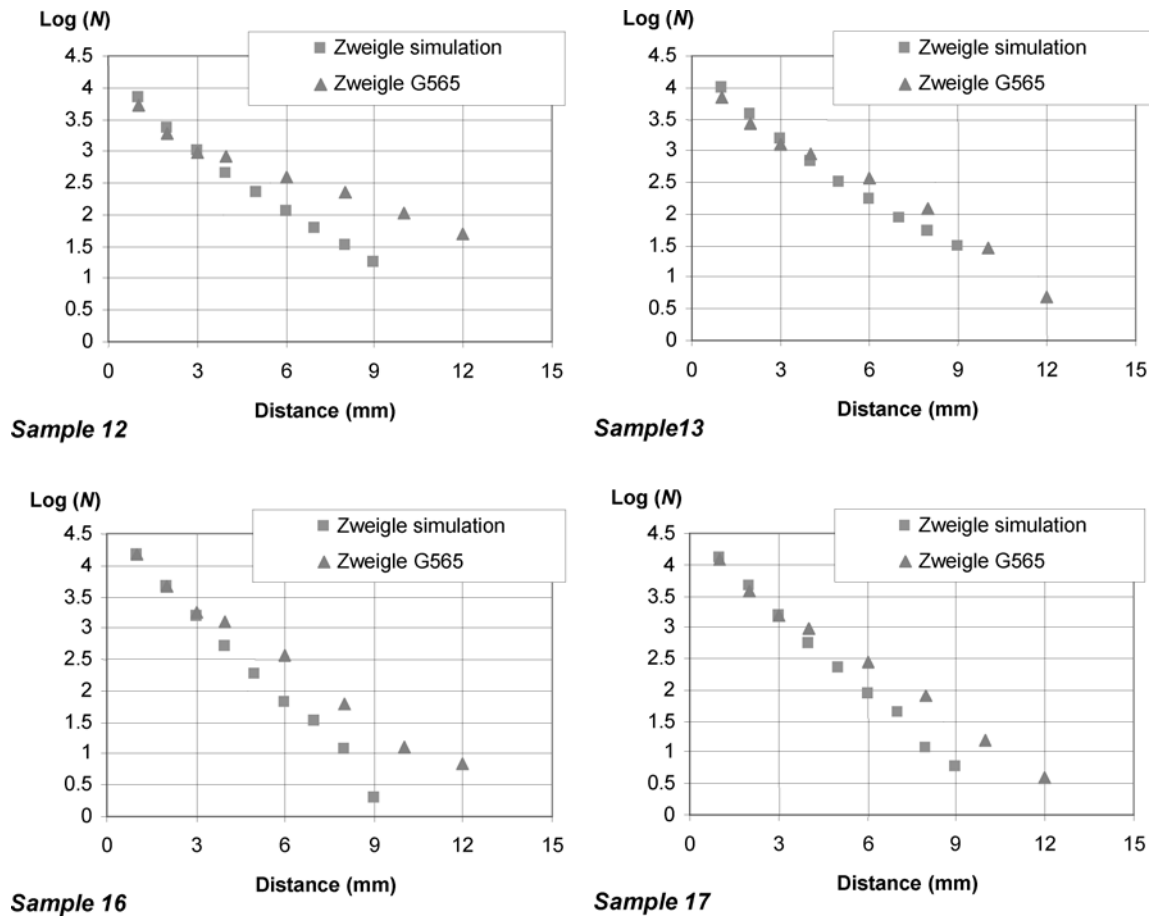 Log (N)
Zweigle simulation
Zweigle G565
4.5
4
3.5
3
2.5
2
1.5
1
0.5
0
0 3 6 9 12 15
Distance (mm)
Sample 12
Log (N)
Zweigle simulation
Zweigle G565
4.5
4
3.5
3
2.5
2
1.5
1
0.5
0
0 3 6 9 12 15
Distance (mm)
Sample13
Log (N)
Zweigle simulation
Zweigle G565
4.5
4
3.5
3
2.5
2
1.5
1
0.5
0
0 3 6 9 12 15
Distance (mm)
Sample 16
Log (N)
Zweigle simulation
Zweigle G565
4.5
4
3.5
3
2.5
2
1.5
1
0.5
0
0 3 6 9 12 15
Distance (mm)
Sample 17